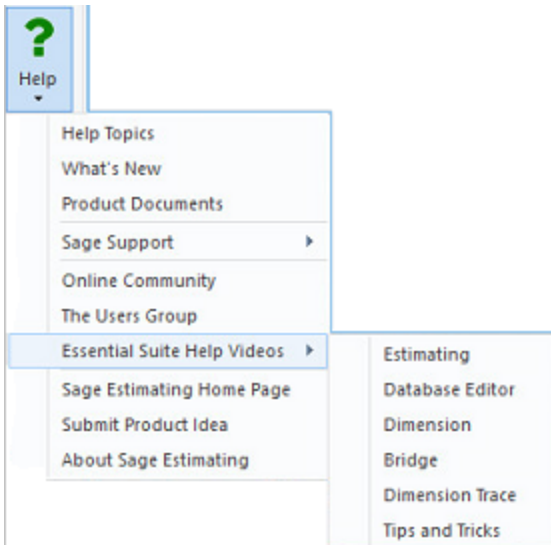 ?
Help
Help Topics
What's New
Product Documents
Sage Support
Online Community
The Users Group
Essential Suite Help Videos
Sage Estimating Home Page
Submit Product Idea
About Sage Estimating
Estimating
Database Editor
Dimension
Bridge
Dimension Trace
Tips and Tricks